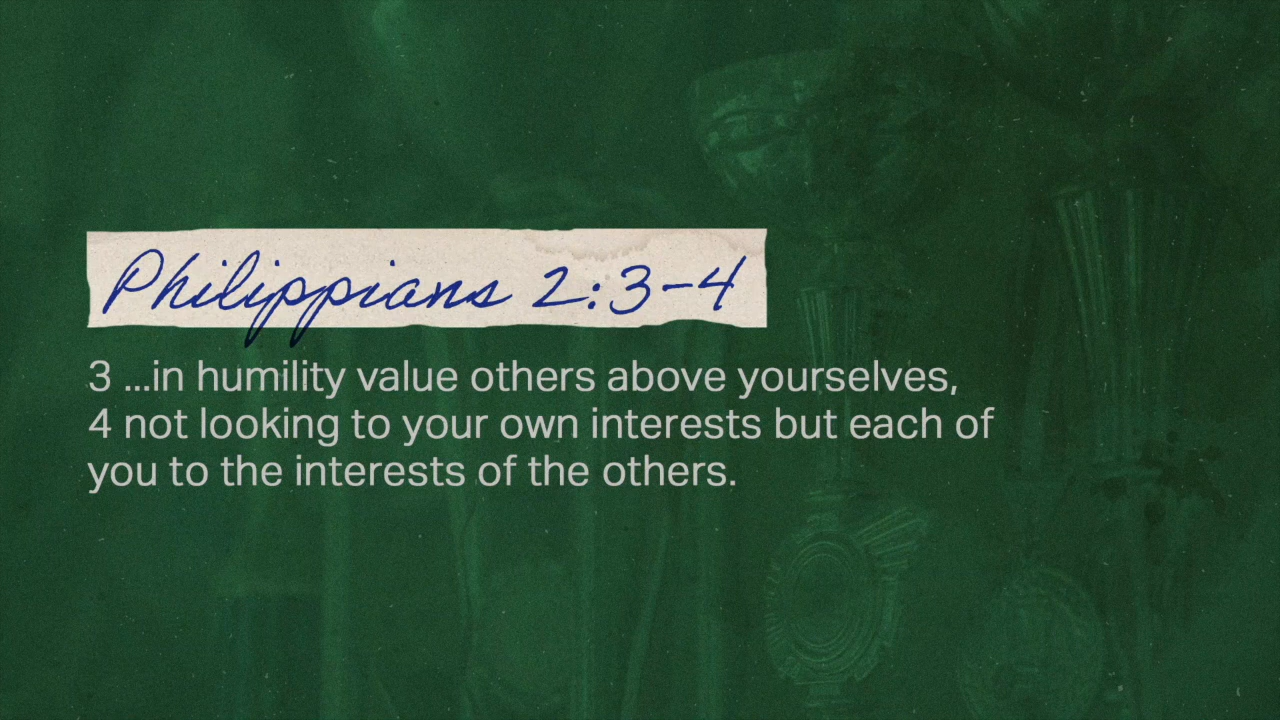 Philippians 2:3-4
3 ...in humility value others above yourselves,
4 not looking to your own interests but each of
you to the interests of the others.